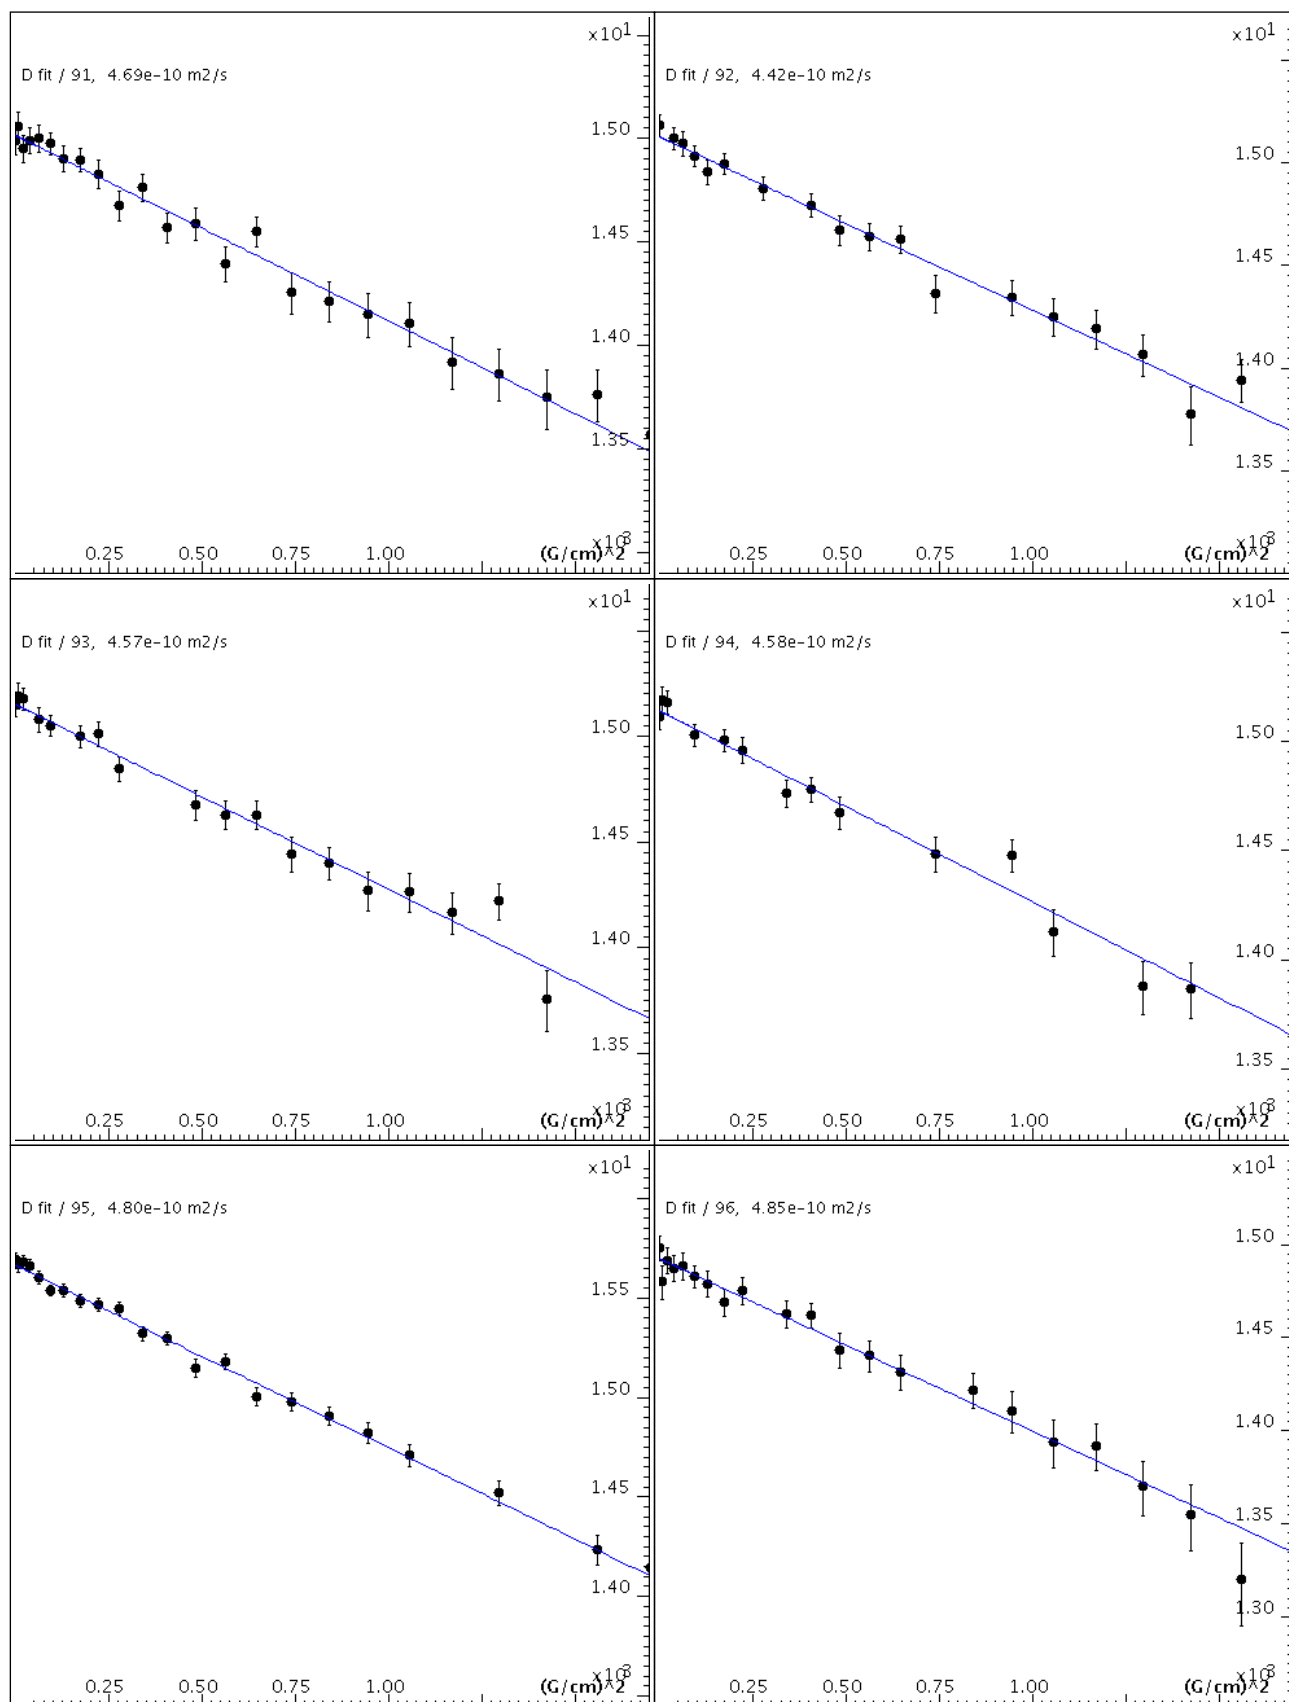 x10¹ x10¹
D fit / 91, 4.69e-10 m2/s D fit / 92, 4.42e-10 m2/s
1.50 1.50
1.45 1.45
1.40 1.40
1.35 1.35
0.25 0.50 0.75 1.00 (G/cm)^2 x10³ 0.25 0.50 0.75 1.00 (G/cm)^2 x10³
x10¹ x10¹
D fit / 93, 4.57e-10 m2/s D fit / 94, 4.58e-10 m2/s
1.50 1.50
1.45 1.45
1.40 1.40
1.35 1.35
0.25 0.50 0.75 1.00 (G/cm)^2 x10³ 0.25 0.50 0.75 1.00 (G/cm)^2 x10³
x10¹ x10¹
D fit / 95, 4.80e-10 m2/s D fit / 96, 4.85e-10 m2/s
1.50
1.55 1.45
1.50 1.40
1.45 1.35
1.40 1.30
0.25 0.50 0.75 1.00 (G/cm)^2 x10³ 0.25 0.50 0.75 1.00 (G/cm)^2 x10³